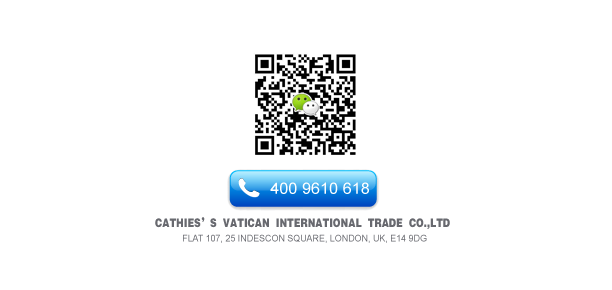 400 9610 618
CATHIES’S VATICAN INTERNATIONAL TRADE CO.,LTD
FLAT 107, 25 INDESCON SQUARE, LONDON, UK, E14 9DG